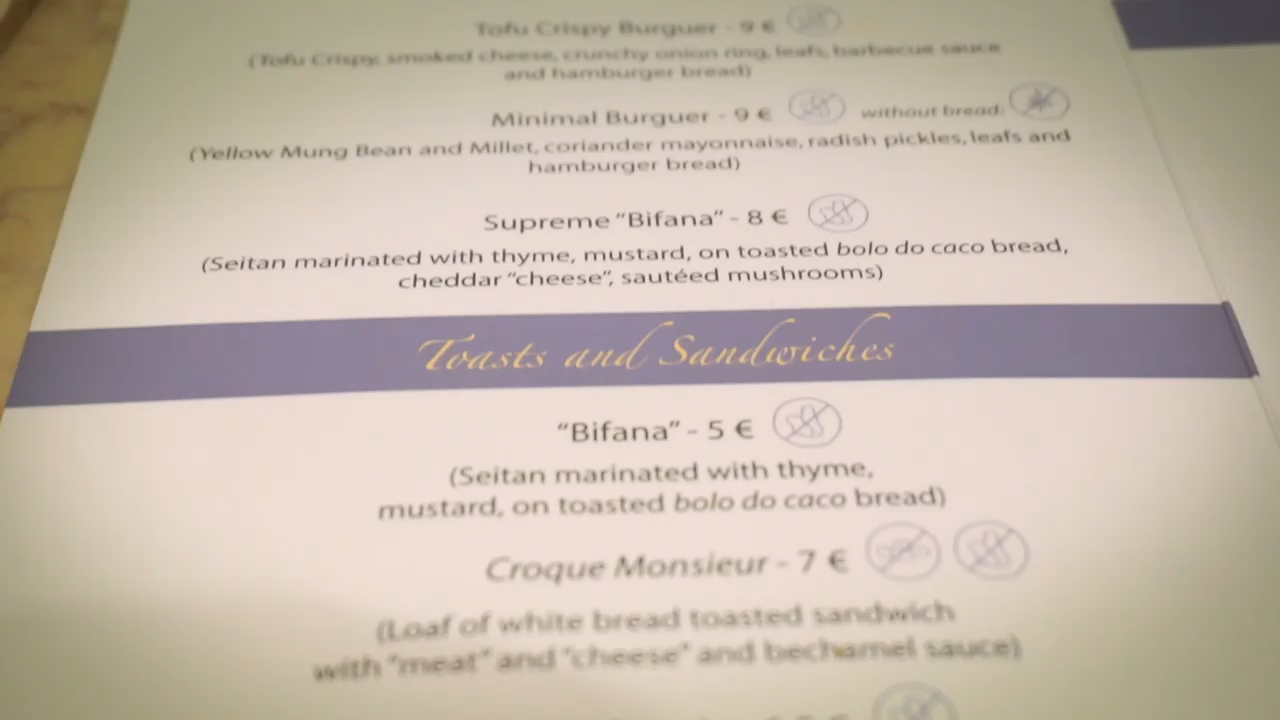 Tofu Crispy Burguer - 9 €
(Tofu Crispy, smoked cheese, crunchy onion ring, leafs, barbecue sauce
and hamburger bread)
Minimal Burguer - 9 € without bread:
(Yellow Mung Bean and Millet, coriander mayonnaise, radish pickles, leafs and
hamburger bread)
Supreme "Bifana" - 8 €
(Seitan marinated with thyme, mustard, on toasted bolo do caco bread,
cheddar "cheese", sautéed mushrooms)
Toasts and Sandwiches
"Bifana" - 5 €
(Seitan marinated with thyme,
mustard, on toasted bolo do caco bread)
Croque Monsieur - 7 €
(Loaf of white bread toasted sandwich
with "meat" and "cheese" and bechamel sauce)